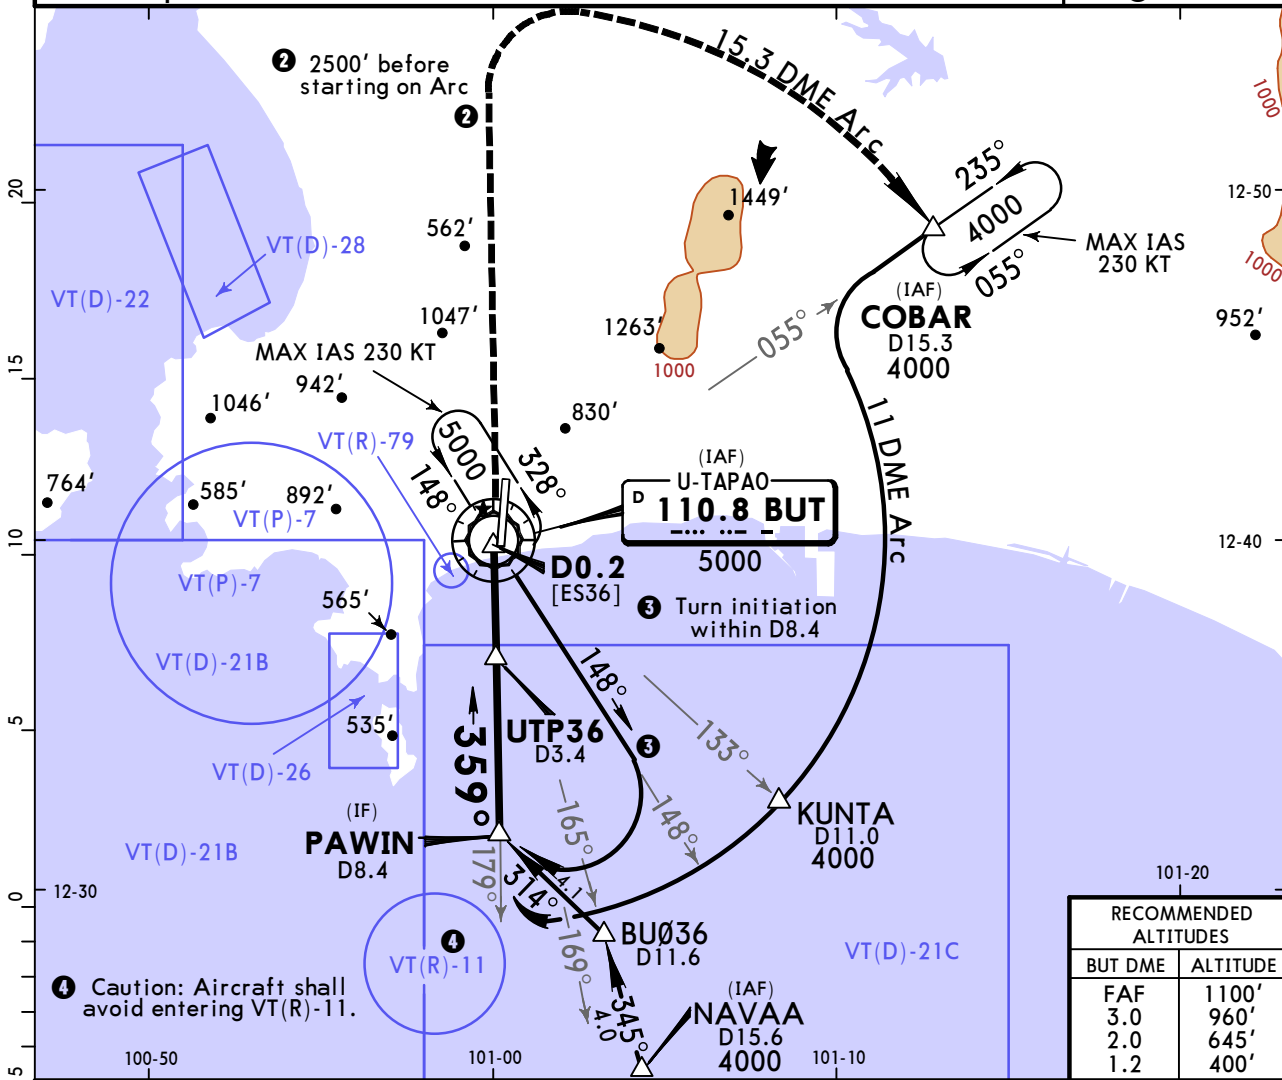 ❷ 2500' before
starting on Arc
❷
15.3 DME Arc
1000
20
12-50
1449'
235°
4000
055°
MAX IAS
230 KT
562'
VT(D)-28
VT(D)-22
1000
(IAF)
COBAR
D15.3
4000
055°
1047'
1263'
952'
MAX IAS 230 KT
1000
15
942'
1046'
830'
5000
148°
328°
VT(R)-79
11 DME Arc
764'
585'
892'
VT(P)-7
(IAF)
U-TAPAO
D 110.8 BUT
5000
10
12-40
D0.2
[ES36]
VT(P)-7
565'
❸ Turn initiation
within D8.4
VT(D)-21B
148°
❸
133°
5
535'
359°
UTP36
D3.4
VT(D)-26
(IF)
PAWIN
D8.4
165°
148°
KUNTA
D11.0
4000
VT(D)-21B
179°
314°
4.1
101-20
0
12-30
BUØ36
D11.6
169°
❹
VT(R)-11
VT(D)-21C
❹ Caution: Aircraft shall
avoid entering VT(R)-11.
(IAF)
NAVAA
D15.6
4000
345°
4.0
5
100-50
101-00
101-10
RECOMMENDED
ALTITUDES
BUT DME ALTITUDE
FAF 1100'
3.0 960'
2.0 645'
1.2 400'